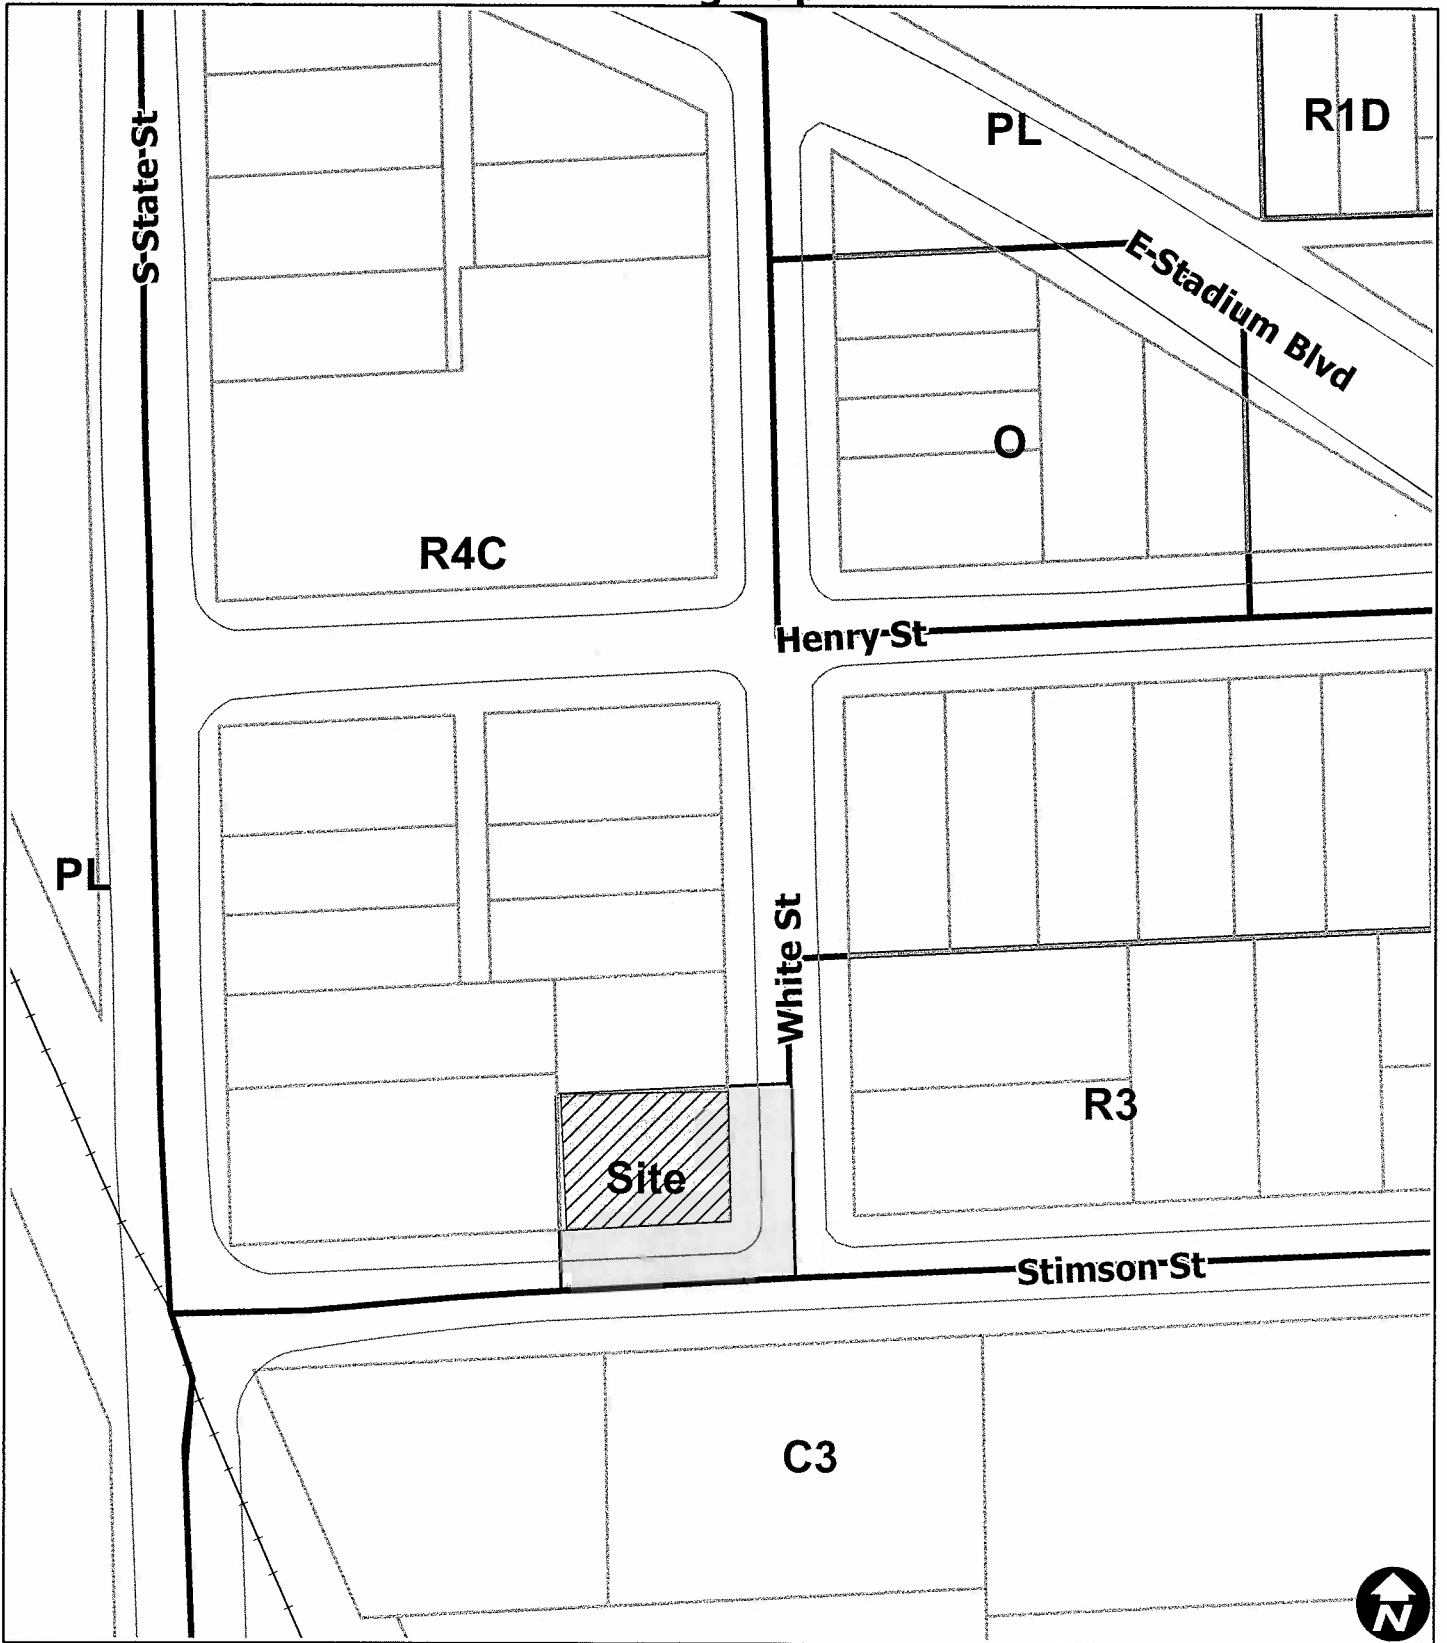 S-State-St
PL
R1D
E-Stadium Blvd
O
R4C
Henry-St
PL
White St
R3
Site
Stimson-St
C3
N